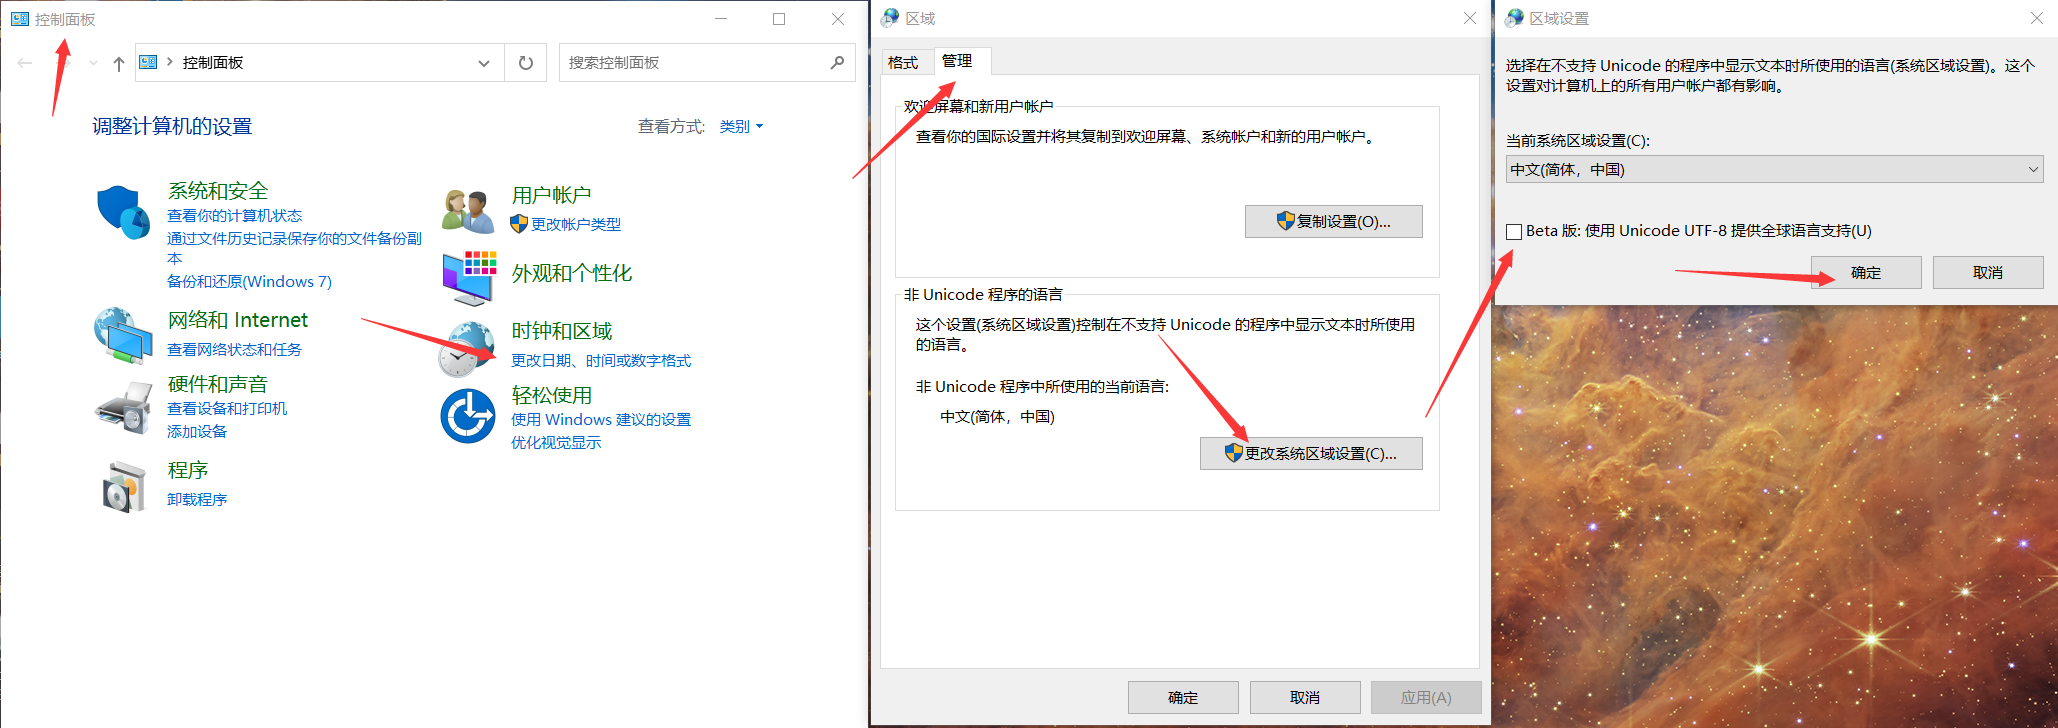 控制面板
控制面板
搜索控制面板
调整计算机的设置
查看方式: 类别
系统和安全
查看你的计算机状态
通过文件历史记录保存你的文件备份副
本
备份和还原(Windows 7)
网络和 Internet
查看网络状态和任务
硬件和声音
查看设备和打印机
添加设备
程序
卸载程序
用户帐户
更改帐户类型
外观和个性化
时钟和区域
更改日期、时间或数字格式
轻松使用
使用 Windows 建议的设置
优化视觉显示
区域
格式 管理
欢迎屏幕和新用户帐户
查看你的国际设置并将其复制到欢迎屏幕、系统帐户和新的用户帐户。
复制设置(O)...
非 Unicode 程序的语言
这个设置(系统区域设置)控制在不支持 Unicode 的程序中显示文本时所使用
的语言。
非 Unicode 程序中所使用的当前语言:
中文(简体，中国)
更改系统区域设置(C)...
确定 取消 应用(A)
区域设置
选择在不支持 Unicode 的程序中显示文本时所使用的语言(系统区域设置)。这个
设置对计算机上的所有用户帐户都有影响。
当前系统区域设置(C):
中文(简体，中国)
Beta 版: 使用 Unicode UTF-8 提供全球语言支持(U)
确定 取消